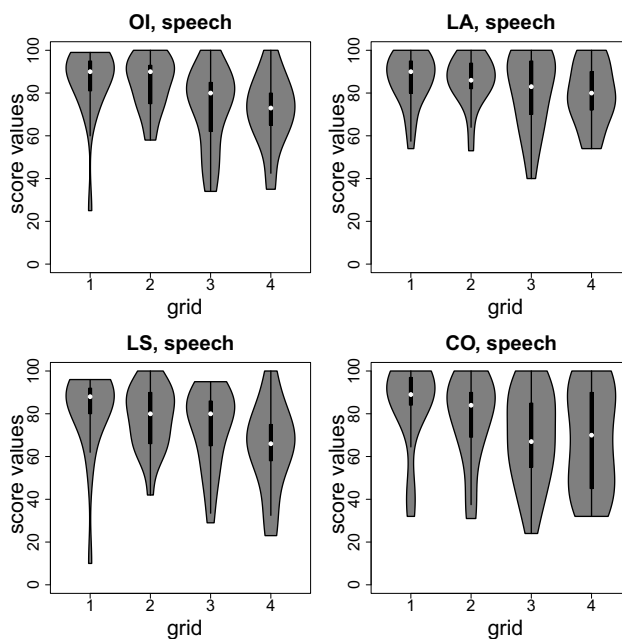 OI, speech
score values
0 20 40 60 80 100
1 2 3 4
grid
LA, speech
score values
0 20 40 60 80 100
1 2 3 4
grid
LS, speech
score values
0 20 40 60 80 100
1 2 3 4
grid
CO, speech
score values
0 20 40 60 80 100
1 2 3 4
grid